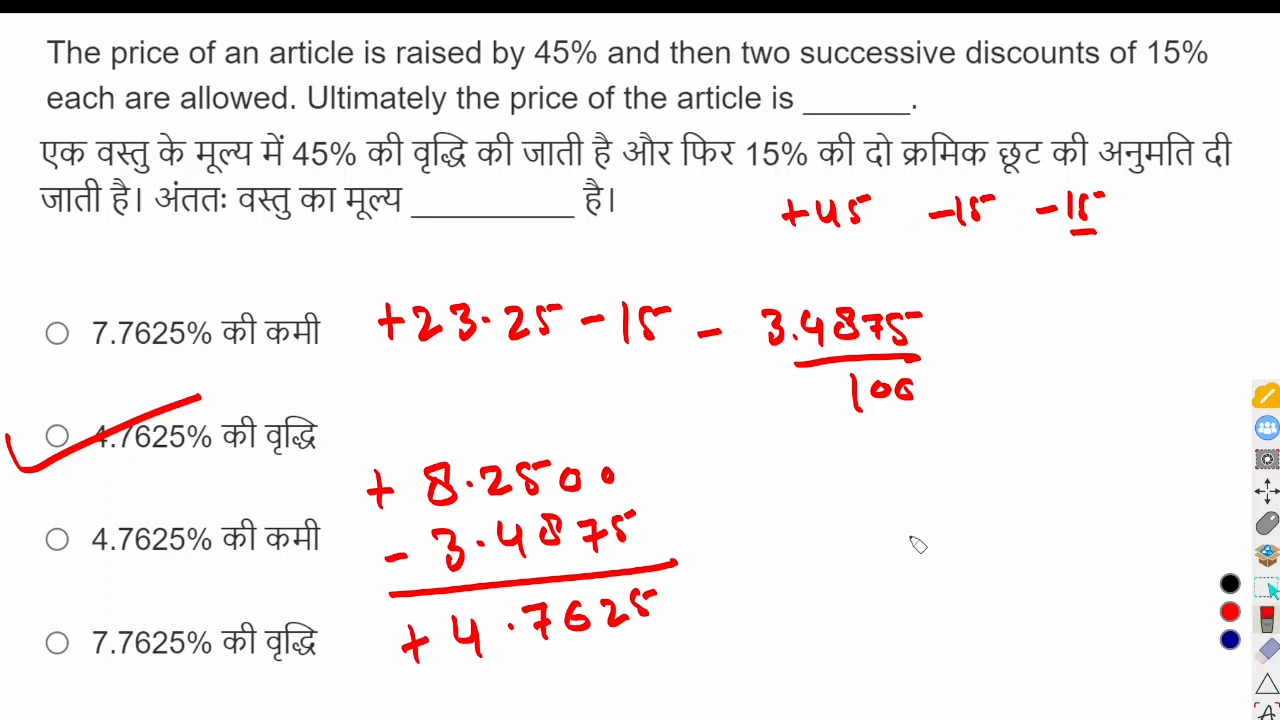 The price of an article is raised by 45% and then two successive discounts of 15%
each are allowed. Ultimately the price of the article is ______.
एक वस्तु के मूल्य में 45% की वृद्धि की जाती है और फिर 15% की दो क्रमिक छूट की अनुमति दी
जाती है। अंततः वस्तु का मूल्य _________ है।
+45 -15 -15
7.7625% की कमी
+23.25 -15 - 3.4875
100
4.7625% की वृद्धि
+ 8.2500
- 3.4875
4.7625% की कमी
+ 4.7625
7.7625% की वृद्धि